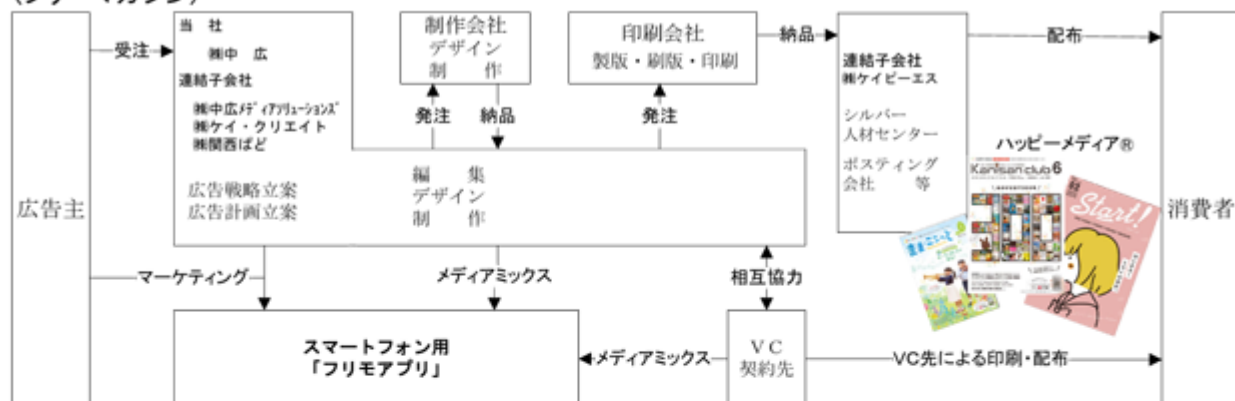 (フリーマガジン)
広告主
受注
当 社
㈱中 広
連結子会社
㈱中広メディアソリューションズ
㈱ケイ・クリエイト
㈱関西ぱど
広告戦略立案
広告計画立案
制作会社
デザイン
制 作
発注
納品
編 集
デザイン
制 作
印刷会社
製版・刷版・印刷
発注
納品
連結子会社
㈱ケイピーエス
シルバー
人材センター
ポスティング
会社 等
配布
ハッピーメディア®
Kanisan club 6
Start!
消費者
マーケティング
メディアミックス
相互協力
スマートフォン用
「フリモアプリ」
メディアミックス
VC
契約先
VC先による印刷・配布